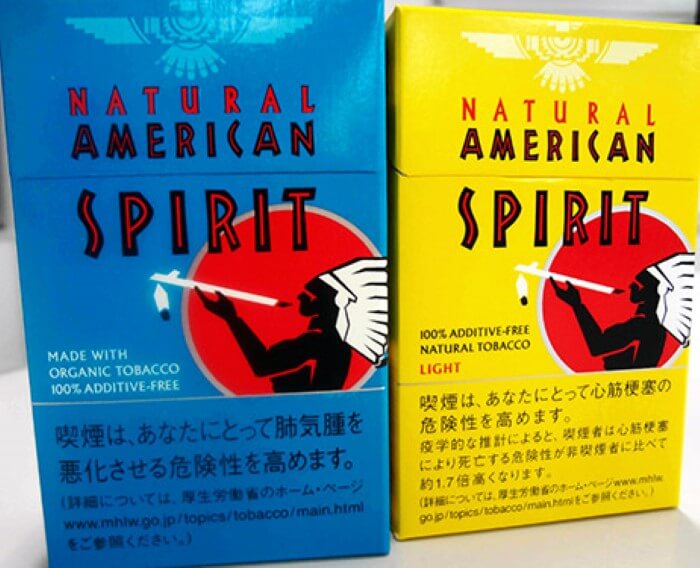 NATURAL
AMERICAN
SPIRIT
MADE WITH
ORGANIC TOBACCO
100% ADDITIVE-FREE
喫煙は、あなたにとって肺気腫を
悪化させる危険性を高めます。
(詳細については、厚生労働省のホーム・ページ
www.mhlw.go.jp/topics/tobacco/main.html
をご参照ください。)
NATURAL
AMERICAN
SPIRIT
100% ADDITIVE-FREE
NATURAL TOBACCO
LIGHT
喫煙は、あなたにとって心筋梗塞の
危険性を高めます。
疫学的な推計によると、喫煙者は心筋梗塞
により死亡する危険性が非喫煙者に比べて
約1.7倍高くなります。
(詳細については、厚生労働省のホーム・ページwww.mhlw.
go.jp/topics/tobacco/main.htmlをご参照ください。)